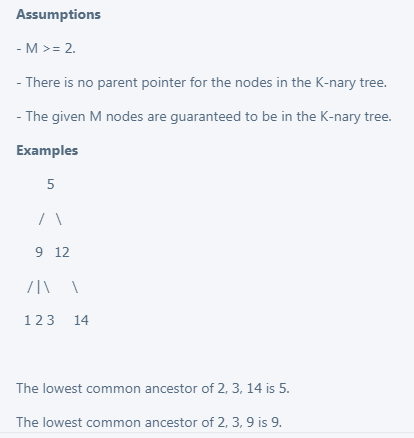 Assumptions
- M >= 2.
- There is no parent pointer for the nodes in the K-nary tree.
- The given M nodes are guaranteed to be in the K-nary tree.
Examples
5
/ \
9 12
/|\ \
1 2 3 14
The lowest common ancestor of 2, 3, 14 is 5.
The lowest common ancestor of 2, 3, 9 is 9.